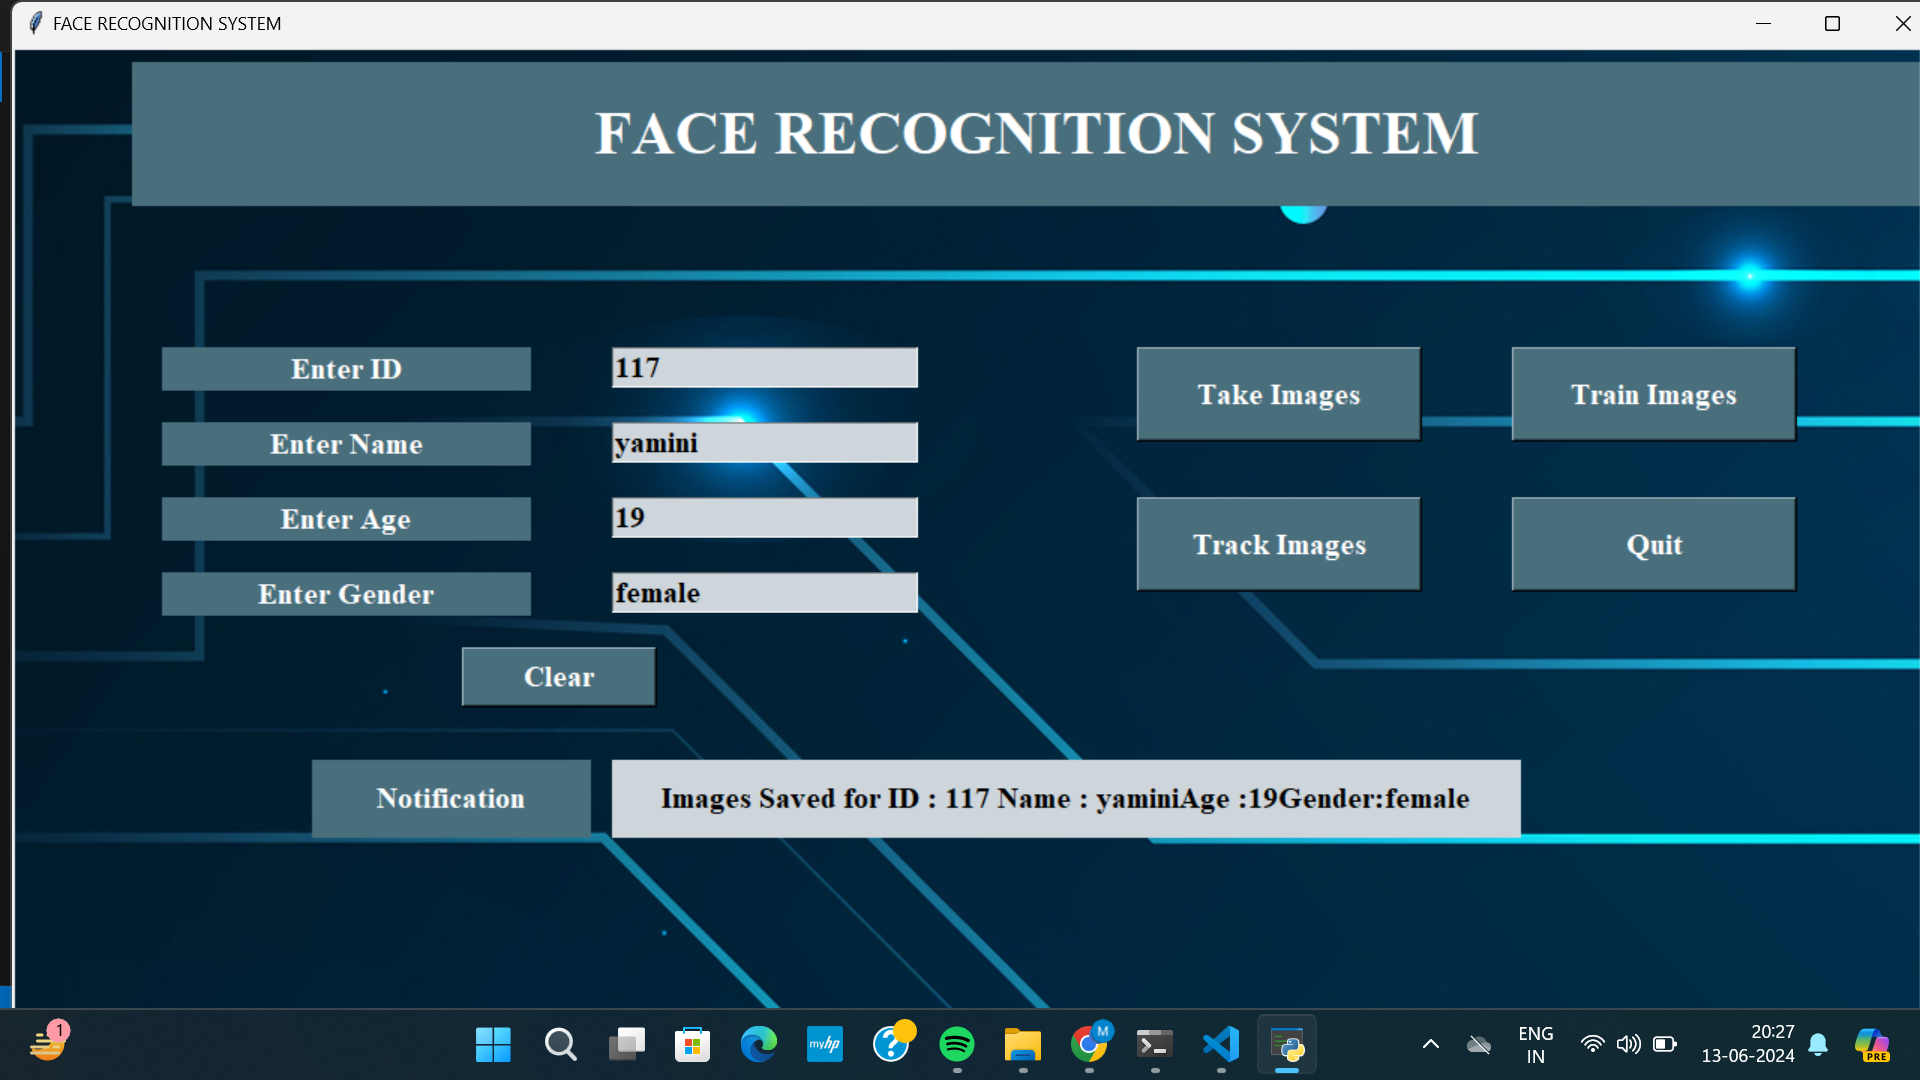 FACE RECOGNITION SYSTEM
FACE RECOGNITION SYSTEM
Enter ID
117
Take Images
Train Images
Enter Name
yamini
Enter Age
19
Track Images
Quit
Enter Gender
female
Clear
Notification
Images Saved for ID : 117 Name : yaminiAge :19Gender:female
1
myhp
M
ENG
IN
20:27
13-06-2024
PRE